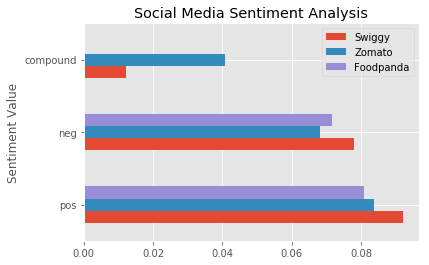 Social Media Sentiment Analysis
Swiggy
Zomato
Foodpanda
compound
neg
pos
Sentiment Value
0.00 0.02 0.04 0.06 0.08